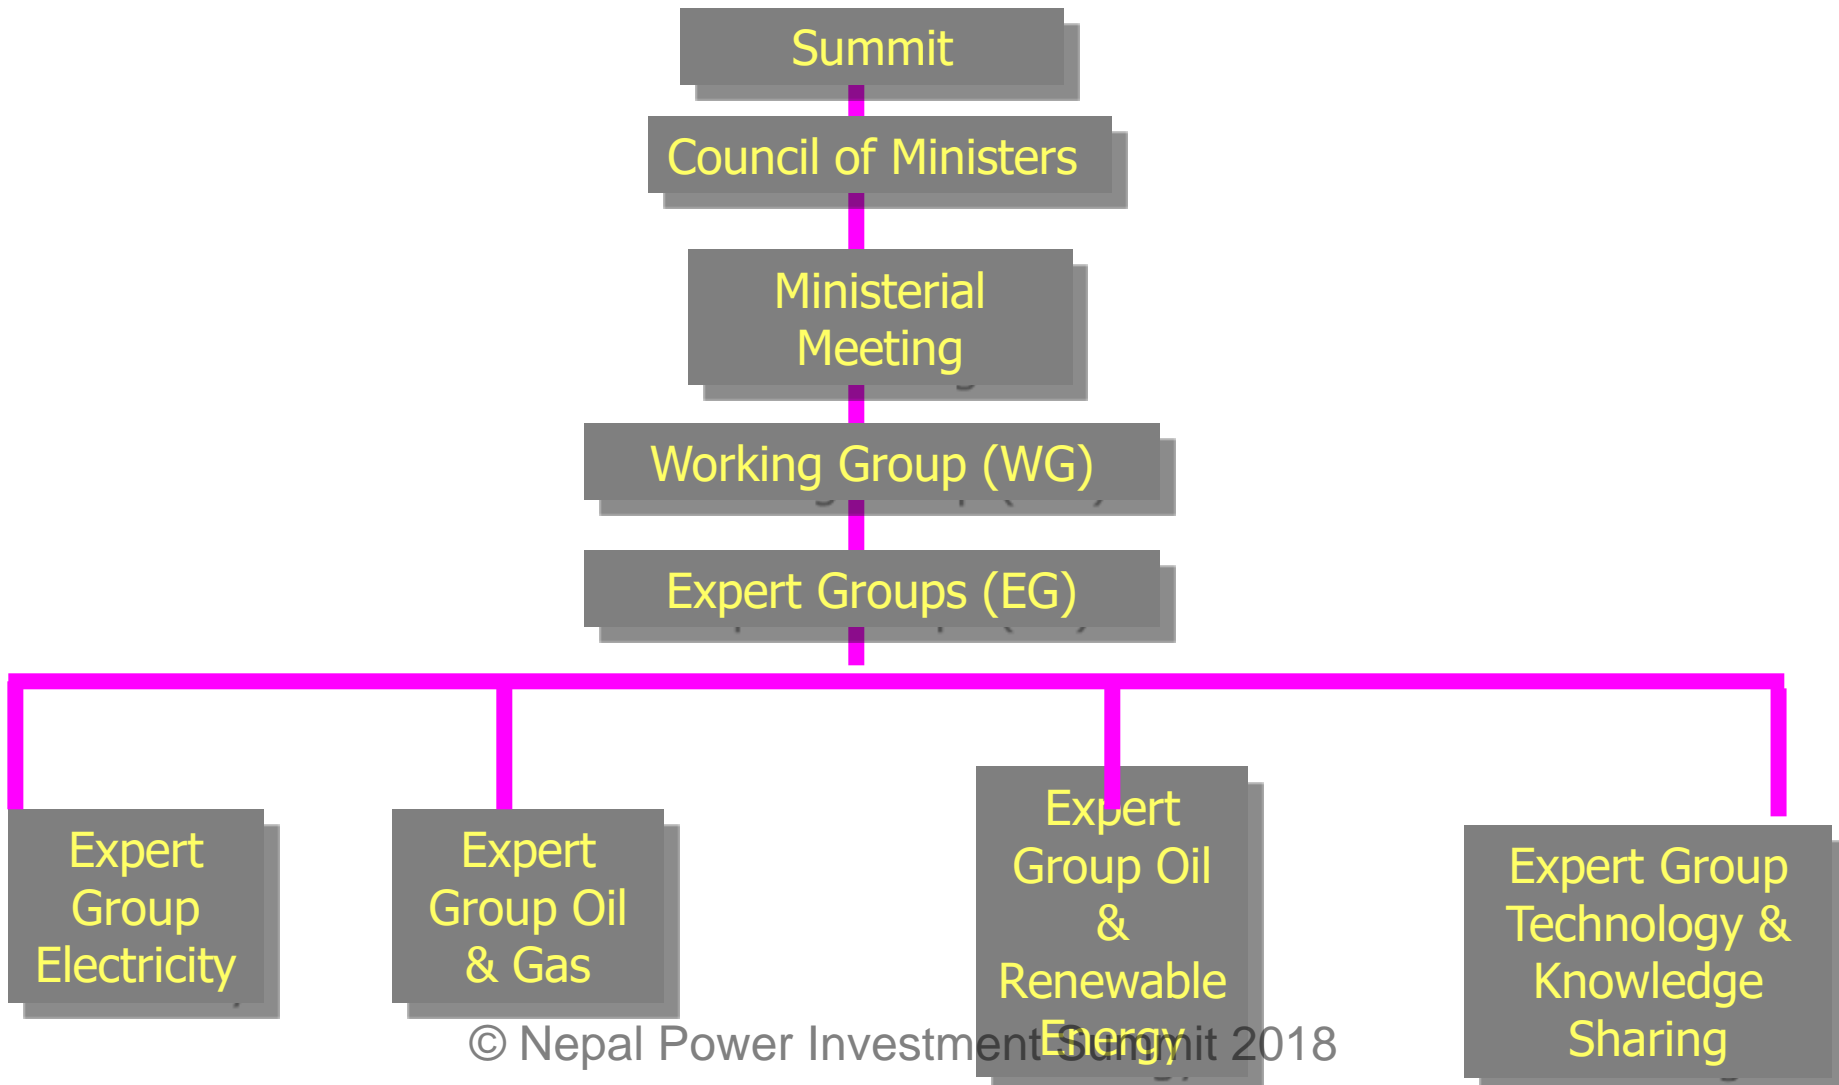 Summit
Council of Ministers
Ministerial
Meeting
Working Group (WG)
Expert Groups (EG)
Expert
Group
Electricity
Expert
Group Oil
& Gas
Expert
Group Oil
&
Renewable
Energy
Expert Group
Technology &
Knowledge
Sharing
© Nepal Power Investment Summit 2018